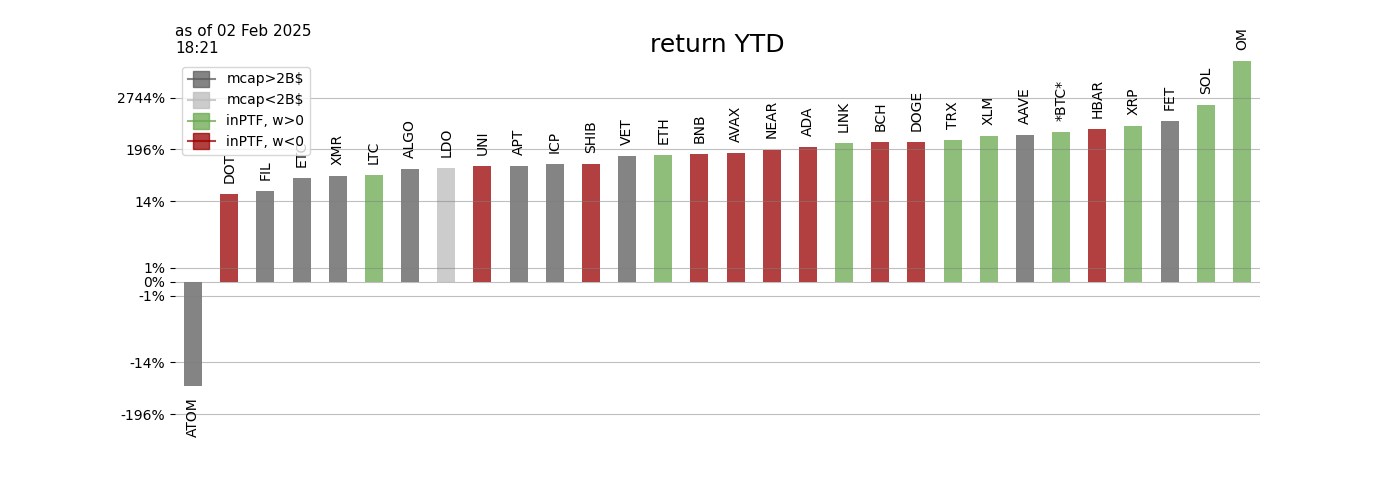 as of 02 Feb 2025
18:21
return YTD
mcap>2B$
mcap<2B$
inPTF, w>0
inPTF, w<0
2744%
196%
14%
1%
0%
-1%
-14%
-196%
ATOM
DOT
FIL
ETC
XMR
LTC
ALGO
LDO
UNI
APT
ICP
SHIB
VET
ETH
BNB
AVAX
NEAR
ADA
LINK
BCH
DOGE
TRX
XLM
AAVE
*BTC*
HBAR
XRP
FET
SOL
OM